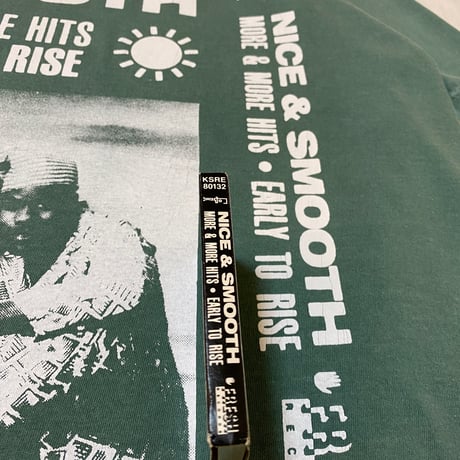 E HITS
RISE
NICE & SMOOTH
MORE & MORE HITS • EARLY TO RISE
KSRE
80132
NICE & SMOOTH
MORE & MORE HITS • EARLY TO RISE
FRESH